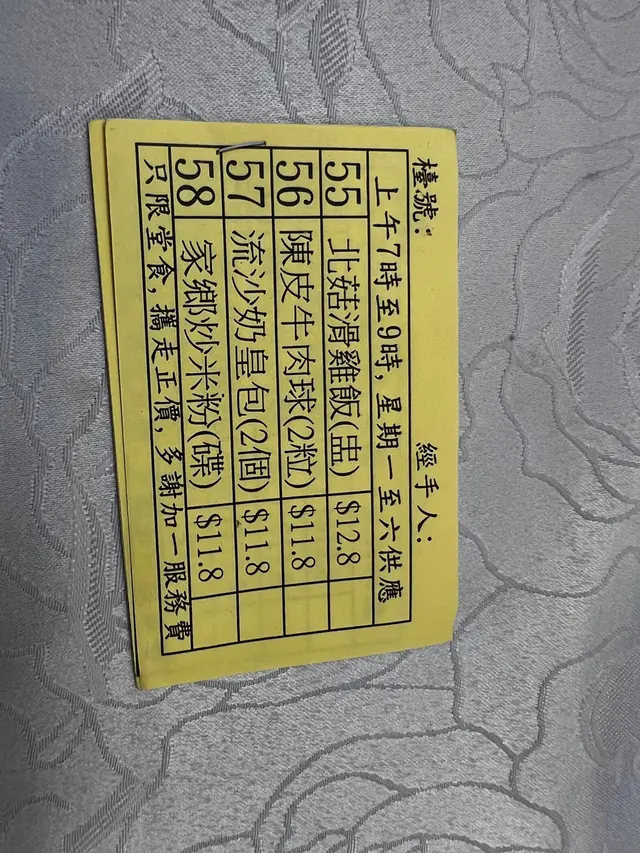 檯號： 經手人：
上午7時至9時，星期一至六供應
55 北菇滑雞飯(盅) $12.8
56 陳皮牛肉球(2粒) $11.8
57 流沙奶皇包(2個) $11.8
58 家鄉炒米粉(碟) $11.8
只限堂食，攜走正價，多謝加一服務費